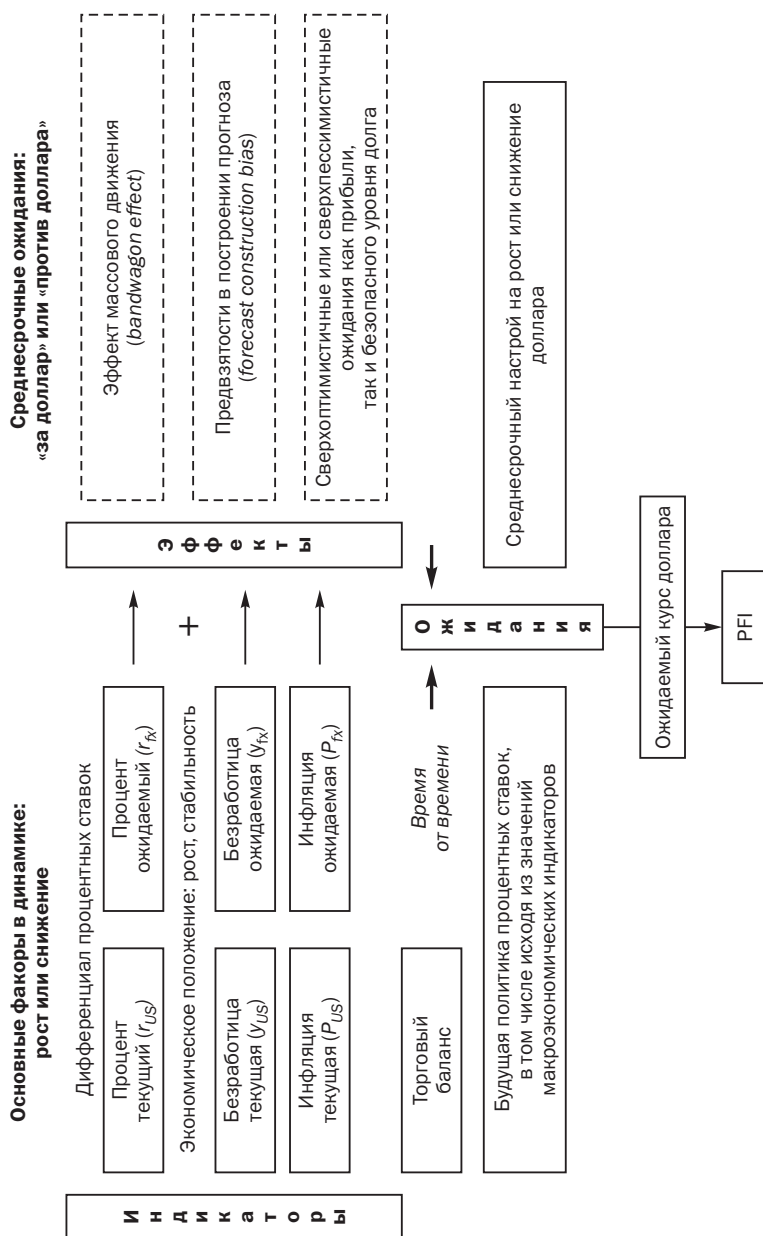 Основные факоры в динамике:
рост или снижение
Среднесрочные ожидания:
«за доллар» или «против доллара»
Индикаторы
Дифференциал процентных ставок
Процент
текущий (r_US)
Процент
ожидаемый (r_fx)
Экономическое положение: рост, стабильность
Безработица
текущая (y_US)
Безработица
ожидаемая (y_fx)
Инфляция
текущая (P_US)
Инфляция
ожидаемая (P_fx)
+
Эффекты
Эффект массового движения
(bandwagon effect)
Предвзятости в построении прогноза
(forecast construction bias)
Сверхоптимистичные или сверхпессимистичные
ожидания как прибыли,
так и безопасного уровня долга
Торговый
баланс
Время
от времени
Ожидания
Будущая политика процентных ставок,
в том числе исходя из значений
макроэкономических индикаторов
Среднесрочный настрой на рост или снижение
доллара
Ожидаемый курс доллара
PFI